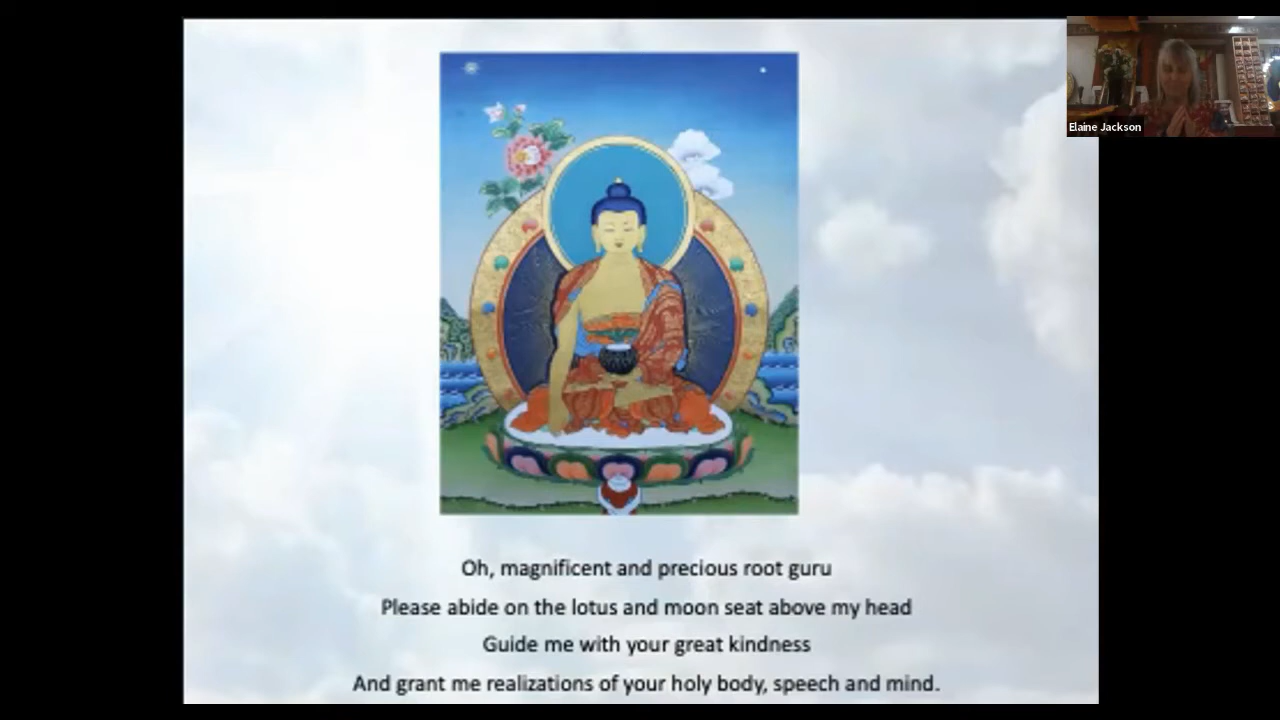 Elaine Jackson
Oh, magnificent and precious root guru
Please abide on the lotus and moon seat above my head
Guide me with your great kindness
And grant me realizations of your holy body, speech and mind.